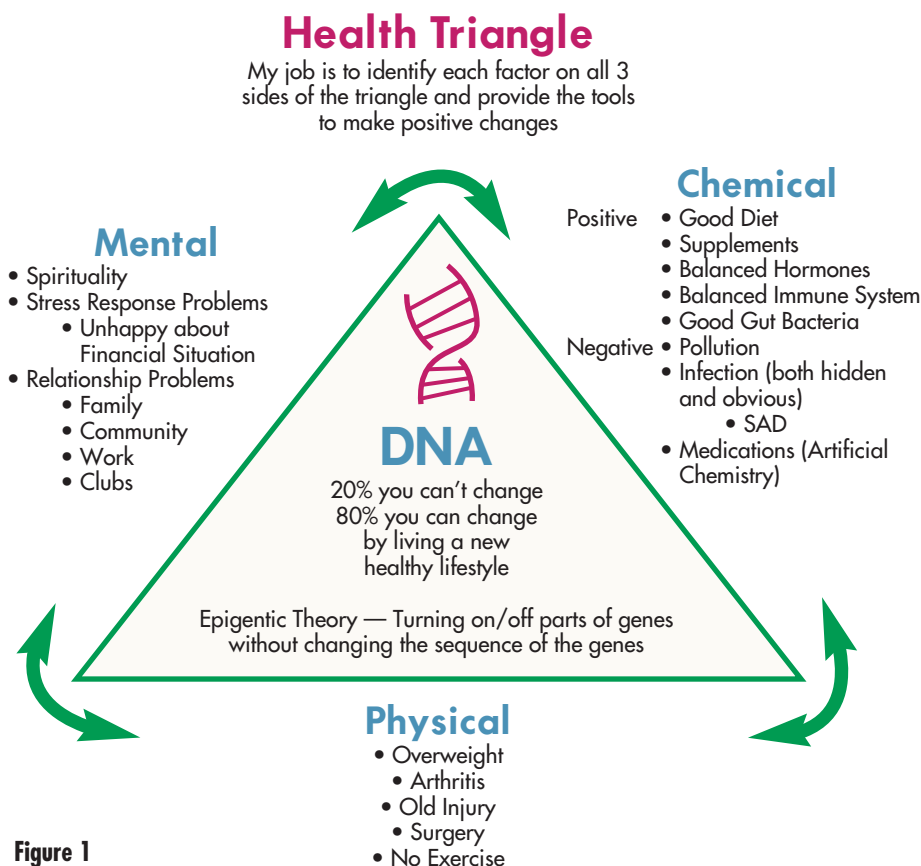 Health Triangle
My job is to identify each factor on all 3
sides of the triangle and provide the tools
to make positive changes
Mental
• Spirituality
• Stress Response Problems
• Unhappy about
Financial Situation
• Relationship Problems
• Family
• Community
• Work
• Clubs
Chemical
Positive • Good Diet
• Supplements
• Balanced Hormones
• Balanced Immune System
• Good Gut Bacteria
Negative • Pollution
• Infection (both hidden
and obvious)
• SAD
• Medications (Artificial
Chemistry)
DNA
20% you can't change
80% you can change
by living a new
healthy lifestyle
Epigentic Theory — Turning on/off parts of genes
without changing the sequence of the genes
Physical
• Overweight
• Arthritis
• Old Injury
• Surgery
• No Exercise
Figure 1